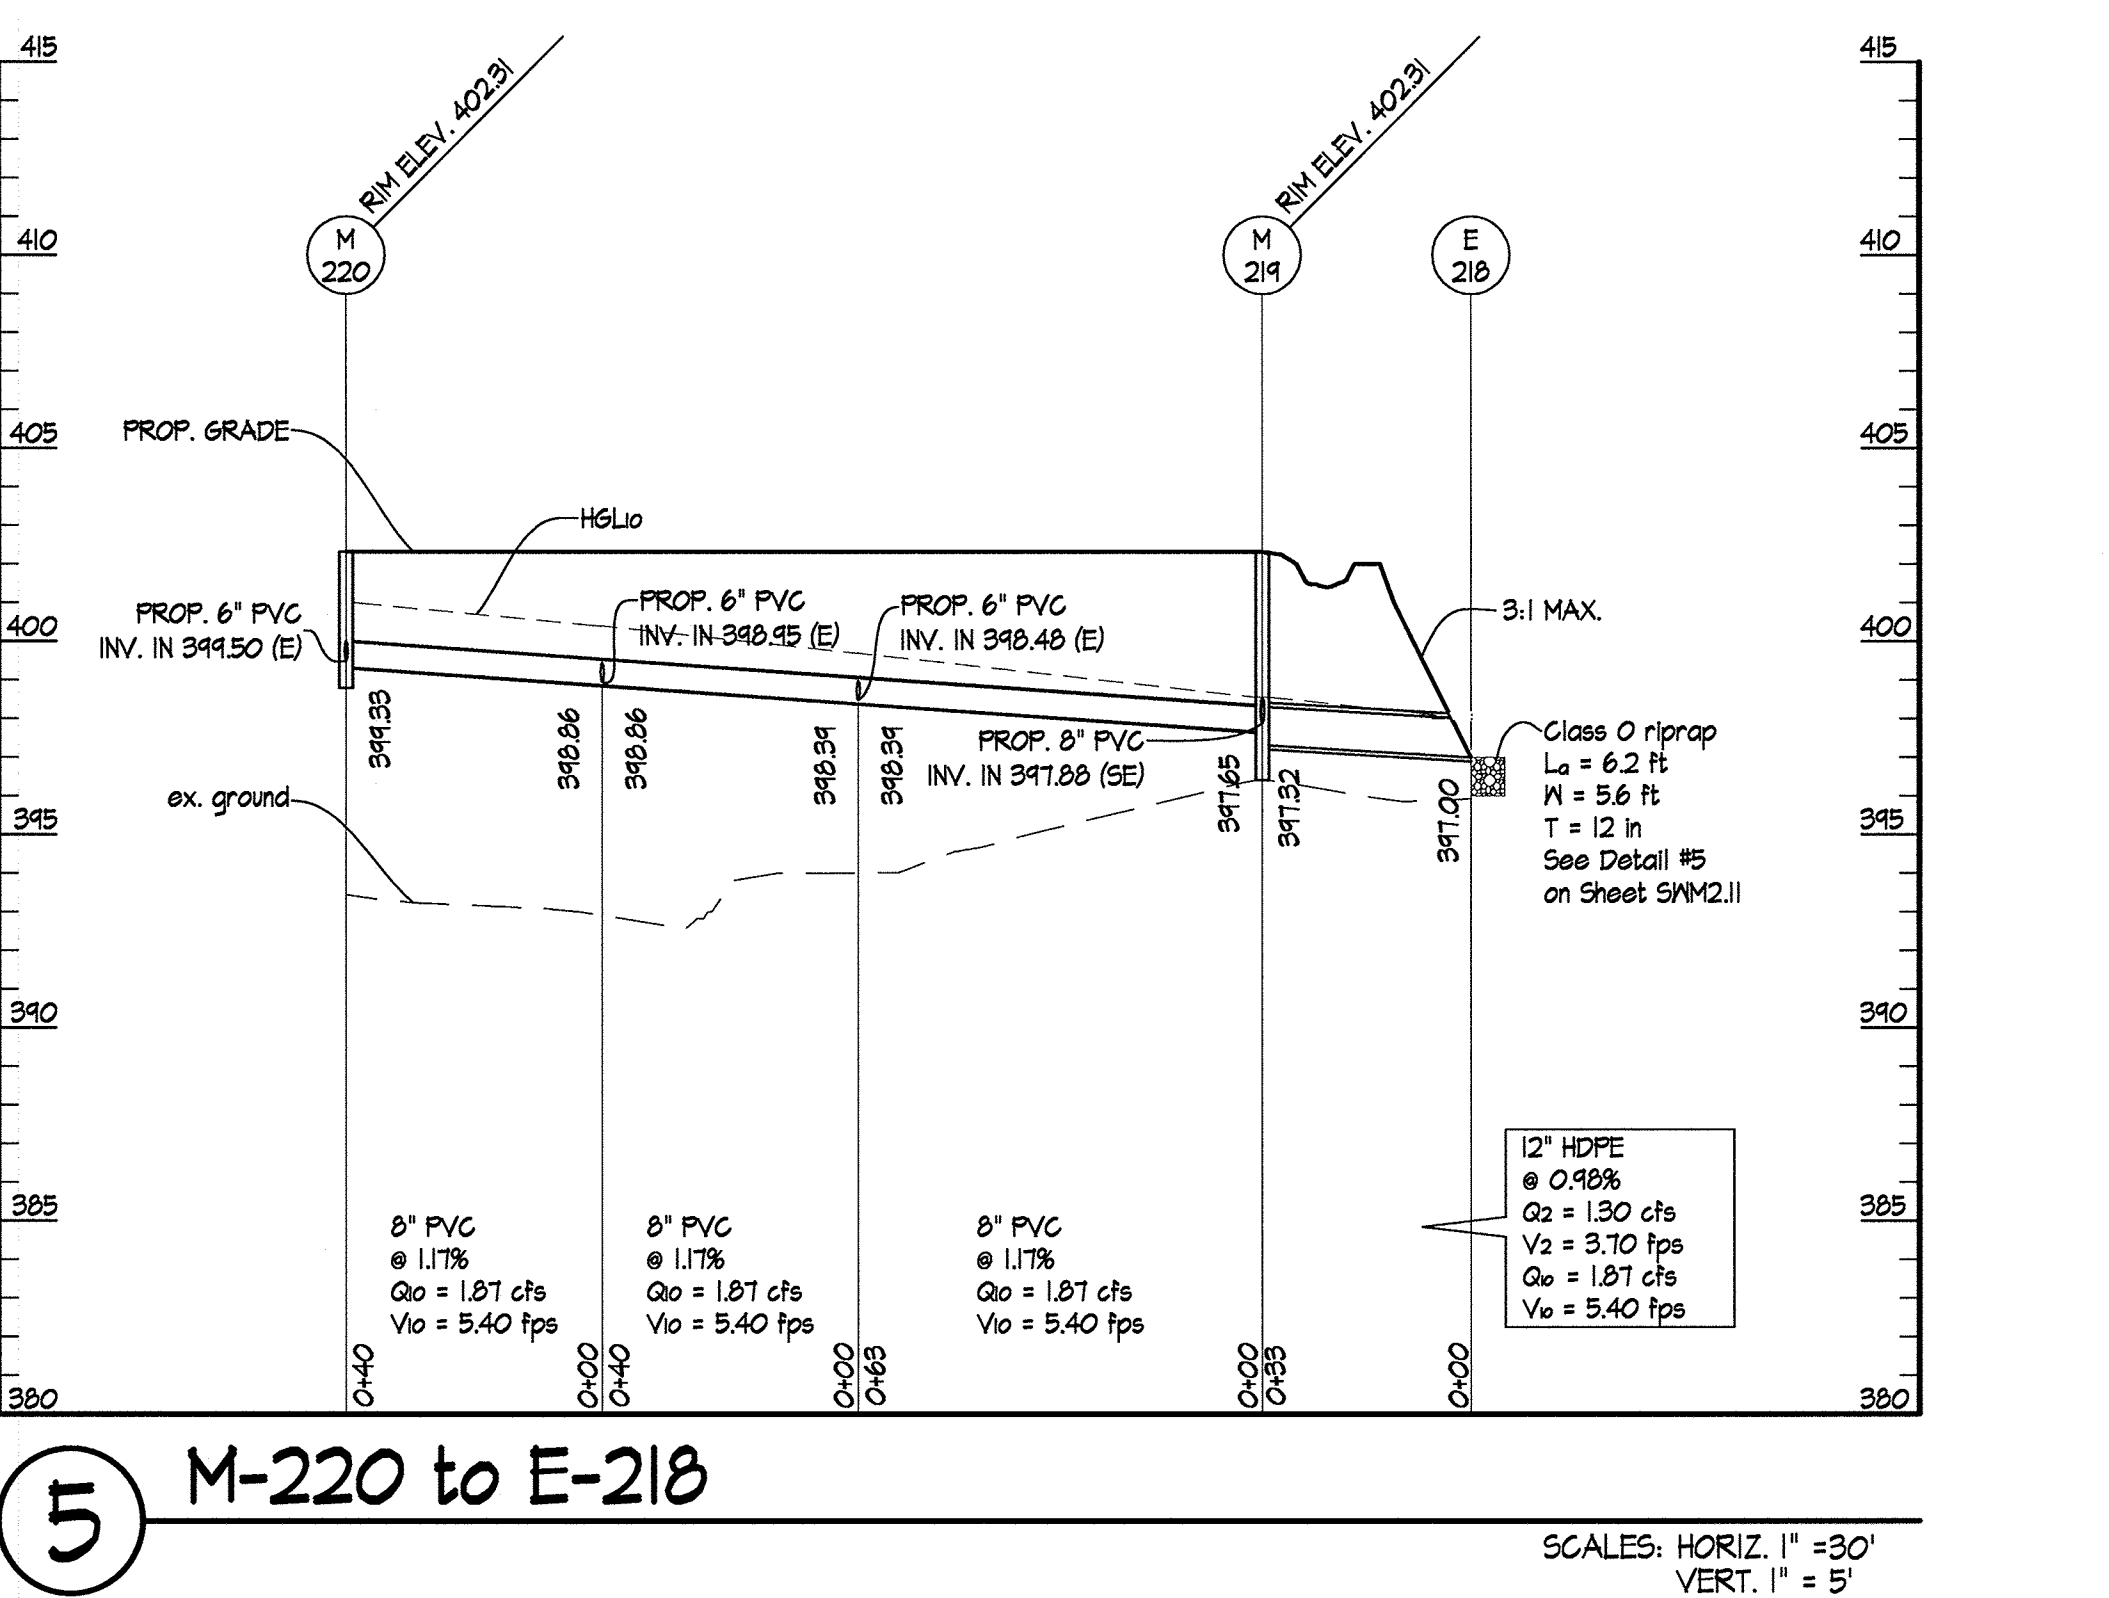 415
415
RIM ELEV. 402.31
RIM ELEV. 402.31
410
410
M
220
M
219
E
218
405
405
PROP. GRADE
HGL10
400
400
PROP. 6" PVC
INV. IN 399.50 (E)
PROP. 6" PVC
INV. IN 398.95 (E)
PROP. 6" PVC
INV. IN 398.48 (E)
3:1 MAX.
399.33
398.86
398.86
398.39
398.39
PROP. 8" PVC
INV. IN 397.88 (SE)
397.65
397.32
397.00
Class 0 riprap
La = 6.2 ft
W = 5.6 ft
T = 12 in
See Detail #5
on Sheet SWM2.11
ex. ground
395
395
390
390
385
385
8" PVC
@ 1.17%
Q10 = 1.87 cfs
V10 = 5.40 fps
8" PVC
@ 1.17%
Q10 = 1.87 cfs
V10 = 5.40 fps
8" PVC
@ 1.17%
Q10 = 1.87 cfs
V10 = 5.40 fps
12" HDPE
@ 0.98%
Q2 = 1.30 cfs
V2 = 3.70 fps
Q10 = 1.87 cfs
V10 = 5.40 fps
0+40
0+00
0+40
0+00
0+63
0+00
0+33
0+00
380
380
5
M-220 to E-218
SCALES: HORIZ. 1" =30'
VERT. 1" = 5'